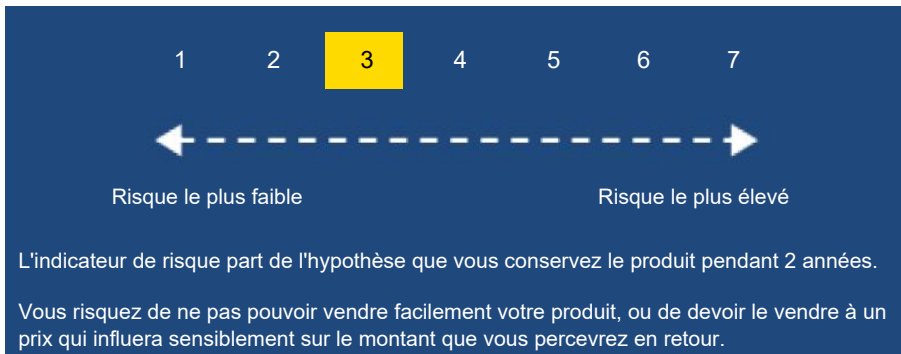 1 2 3 4 5 6 7
Risque le plus faible Risque le plus élevé
L'indicateur de risque part de l'hypothèse que vous conservez le produit pendant 2 années.
Vous risquez de ne pas pouvoir vendre facilement votre produit, ou de devoir le vendre à un
prix qui influera sensiblement sur le montant que vous percevrez en retour.